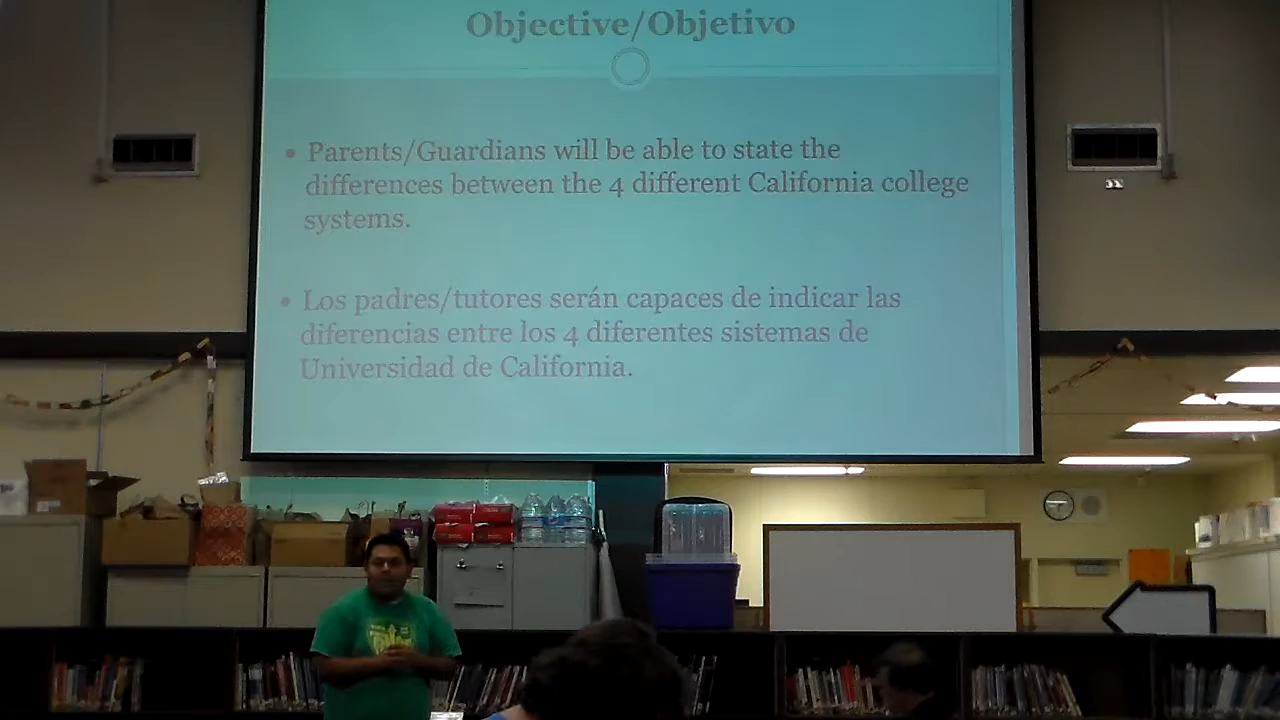 Objective/Objetivo
• Parents/Guardians will be able to state the
differences between the 4 different California college
systems.
• Los padres/tutores serán capaces de indicar las
diferencias entre los 4 diferentes sistemas de
Universidad de California.